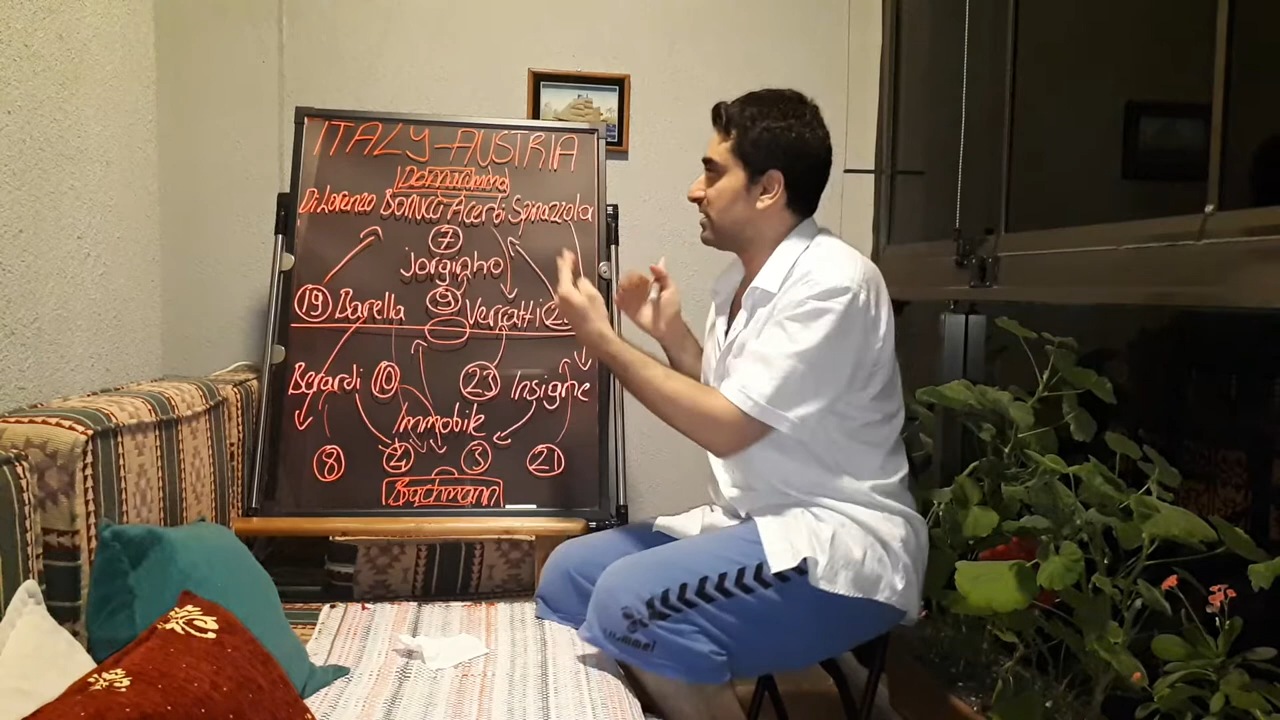 ITALY-AUSTRIA
Donnarumma
Di Lorenzo Bonucci Acerbi Spinazzola
7
Jorginho
19 Barella 9 Verratti
Berardi 10 23 Insigne
Immobile
8 4 3 21
Bachmann
hummel